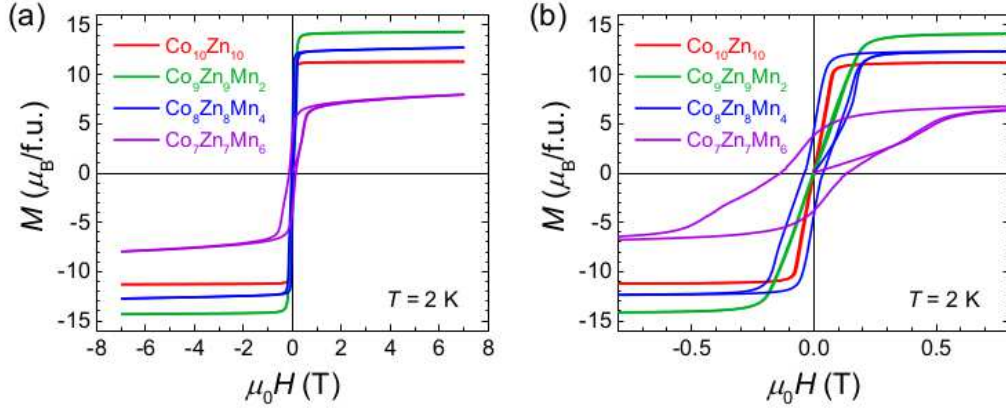 (a)
15
10
5
0
-5
-10
-15
M (μB/f.u.)
Co10Zn10
Co9Zn9Mn2
Co8Zn8Mn4
Co7Zn7Mn6
T = 2 K
-8 -6 -4 -2 0 2 4 6 8
μ0H (T)
(b)
15
10
5
0
-5
-10
-15
M (μB/f.u.)
Co10Zn10
Co9Zn9Mn2
Co8Zn8Mn4
Co7Zn7Mn6
T = 2 K
-0.5 0.0 0.5
μ0H (T)